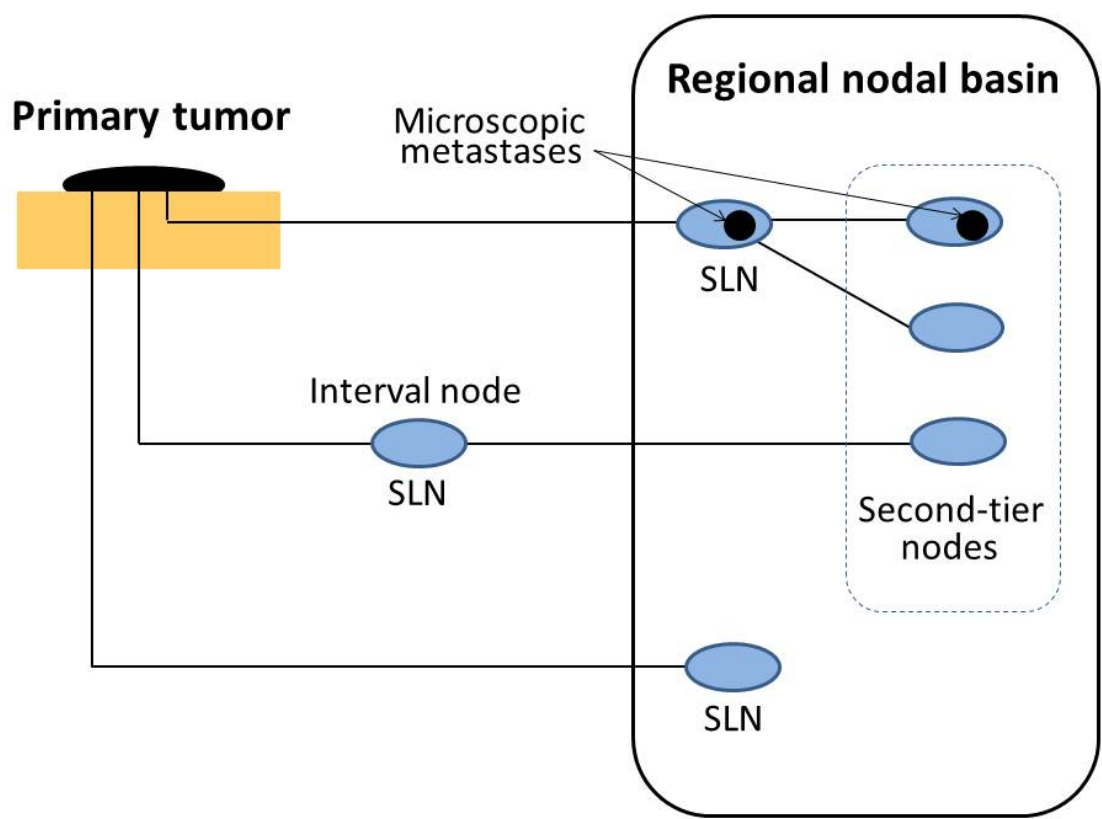 Regional nodal basin
Primary tumor
Microscopic
metastases
SLN
Interval node
SLN
Second-tier
nodes
SLN